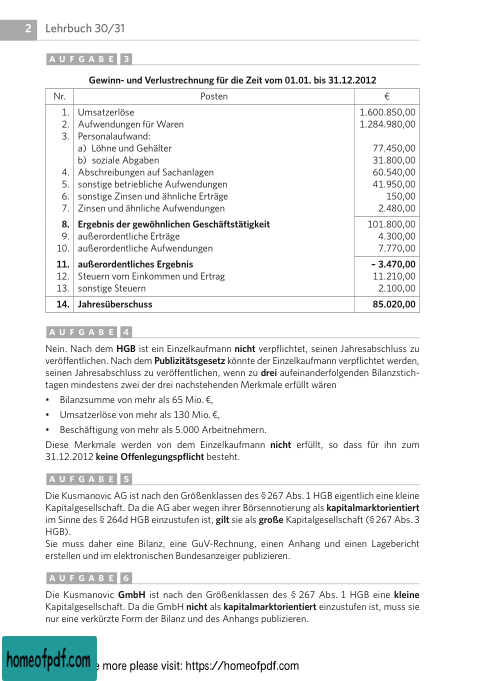 2 Lehrbuch 30/31
AUFGABE 3
Gewinn- und Verlustrechnung für die Zeit vom 01.01. bis 31.12.2012
Nr. Posten €
1. Umsatzerlöse 1.600.850,00
2. Aufwendungen für Waren 1.284.980,00
3. Personalaufwand:
a) Löhne und Gehälter 77.450,00
b) soziale Abgaben 31.800,00
4. Abschreibungen auf Sachanlagen 60.540,00
5. sonstige betriebliche Aufwendungen 41.950,00
6. sonstige Zinsen und ähnliche Erträge 150,00
7. Zinsen und ähnliche Aufwendungen 2.480,00
8. Ergebnis der gewöhnlichen Geschäftstätigkeit 101.800,00
9. außerordentliche Erträge 4.300,00
10. außerordentliche Aufwendungen 7.770,00
11. außerordentliches Ergebnis – 3.470,00
12. Steuern vom Einkommen und Ertrag 11.210,00
13. sonstige Steuern 2.100,00
14. Jahresüberschuss 85.020,00
AUFGABE 4
Nein. Nach dem HGB ist ein Einzelkaufmann nicht verpflichtet, seinen Jahresabschluss zu
veröffentlichen. Nach dem Publizitätsgesetz könnte der Einzelkaufmann verpflichtet werden,
seinen Jahresabschluss zu veröffentlichen, wenn zu drei aufeinanderfolgenden Bilanzstich-
tagen mindestens zwei der drei nachstehenden Merkmale erfüllt wären
• Bilanzsumme von mehr als 65 Mio. €,
• Umsatzerlöse von mehr als 130 Mio. €,
• Beschäftigung von mehr als 5.000 Arbeitnehmern.
Diese Merkmale werden von dem Einzelkaufmann nicht erfüllt, so dass für ihn zum
31.12.2012 keine Offenlegungspflicht besteht.
AUFGABE 5
Die Kusmanovic AG ist nach den Größenklassen des § 267 Abs. 1 HGB eigentlich eine kleine
Kapitalgesellschaft. Da die AG aber wegen ihrer Börsennotierung als kapitalmarktorientiert
im Sinne des § 264d HGB einzustufen ist, gilt sie als große Kapitalgesellschaft (§ 267 Abs. 3
HGB).
Sie muss daher eine Bilanz, eine GuV-Rechnung, einen Anhang und einen Lagebericht
erstellen und im elektronischen Bundesanzeiger publizieren.
AUFGABE 6
Die Kusmanovic GmbH ist nach den Größenklassen des § 267 Abs. 1 HGB eine kleine
Kapitalgesellschaft. Da die GmbH nicht als kapitalmarktorientiert einzustufen ist, muss sie
nur eine verkürzte Form der Bilanz und des Anhangs publizieren.
homeofpdf.com
e more please visit: https://homeofpdf.com